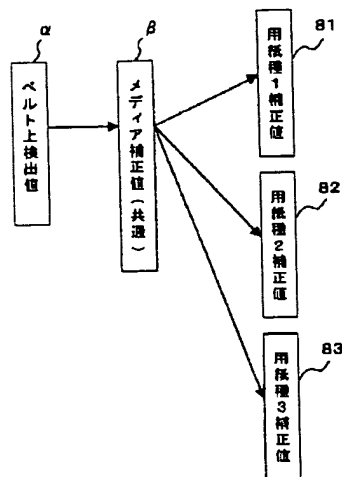 α
ベルト上検出値
β
メディア補正値(共通)
81
用紙種1補正値
82
用紙種2補正値
83
用紙種3補正値